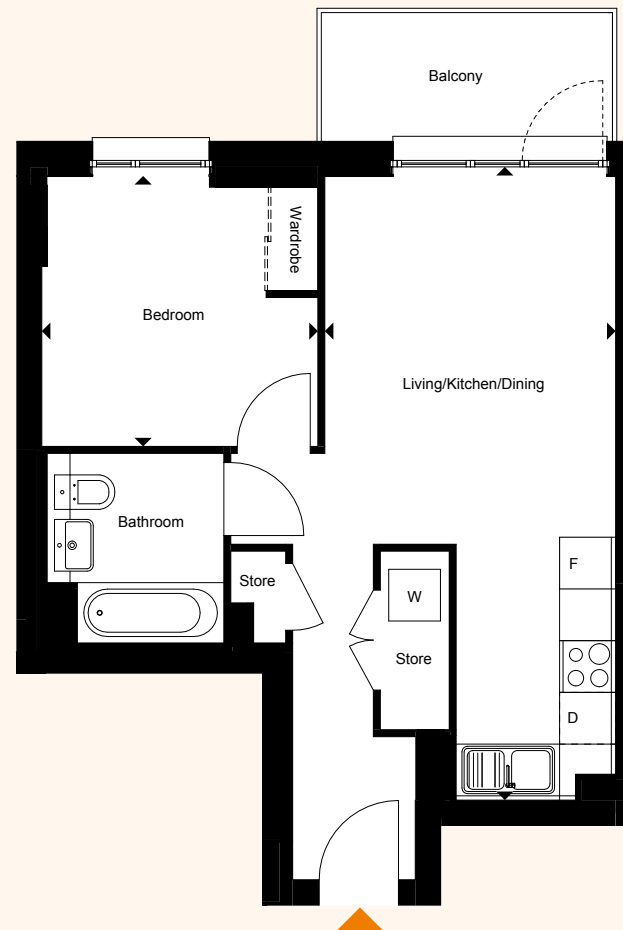 Balcony
Wardrobe
Bedroom
Living/Kitchen/Dining
Bathroom
F
Store
W
Store
D